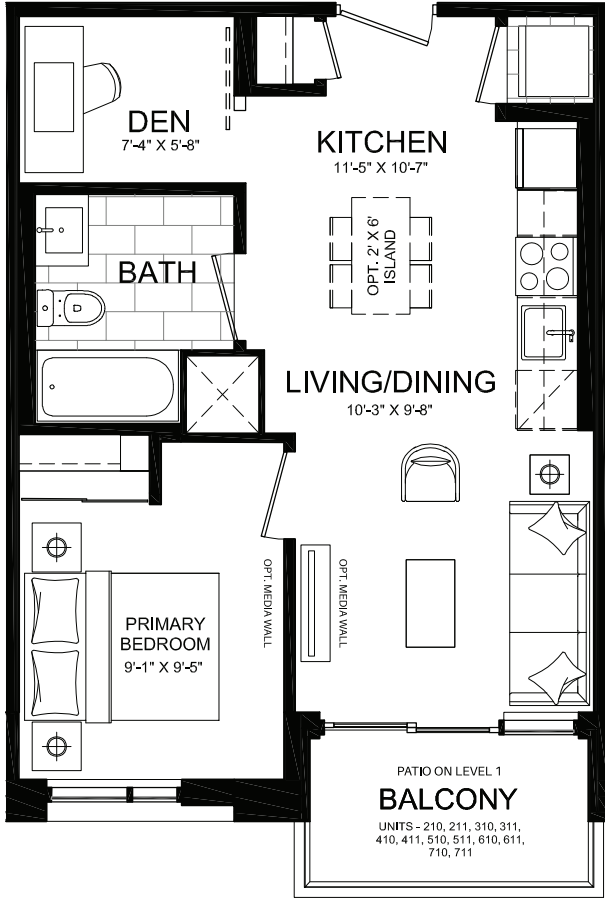 DEN
7'-4" X 5'-8"
KITCHEN
11'-5" X 10'-7"
OPT. 2' X 6'
ISLAND
BATH
LIVING/DINING
10'-3" X 9'-8"
OPT. MEDIA WALL
OPT. MEDIA WALL
PRIMARY
BEDROOM
9'-1" X 9'-5"
PATIO ON LEVEL 1
BALCONY
UNITS - 210, 211, 310, 311,
410, 411, 510, 511, 610, 611,
710, 711